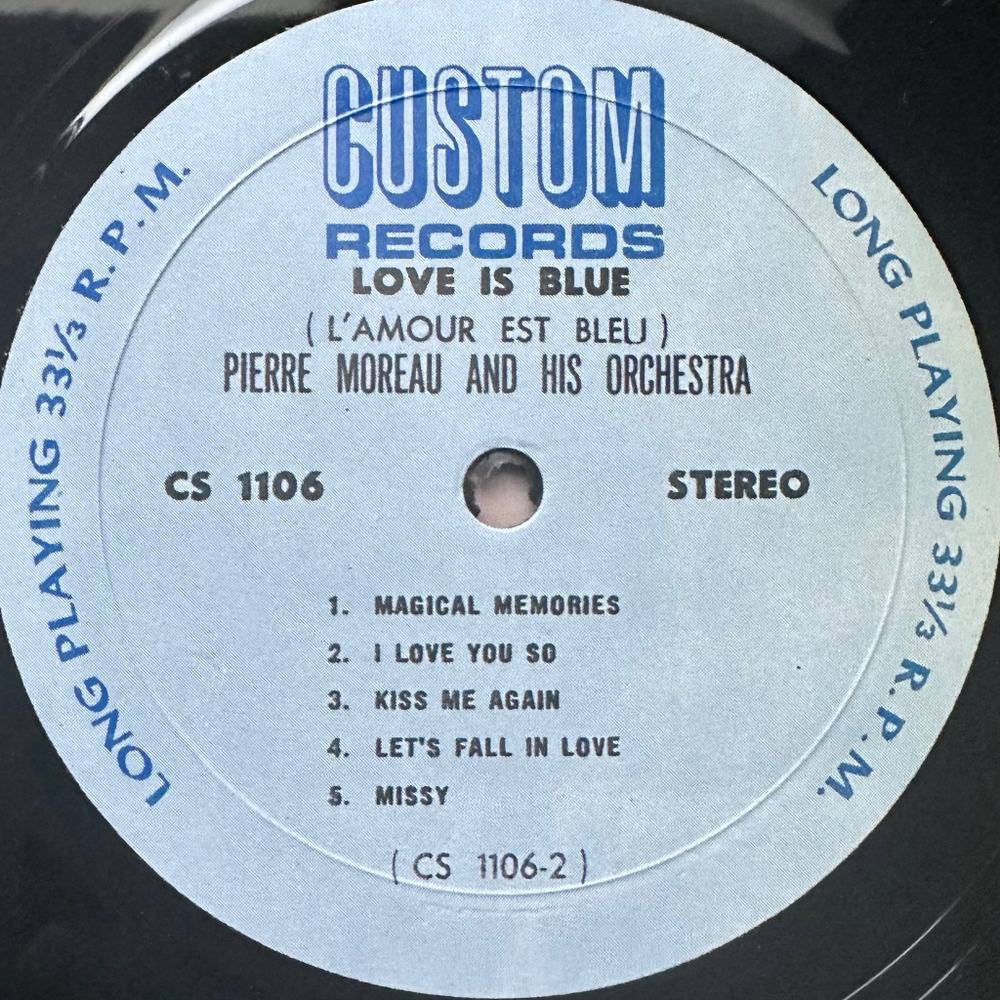 CUSTOM
RECORDS
LOVE IS BLUE
( L'AMOUR EST BLEU )
PIERRE MOREAU AND HIS ORCHESTRA
CS 1106
STEREO
1. MAGICAL MEMORIES
2. I LOVE YOU SO
3. KISS ME AGAIN
4. LET'S FALL IN LOVE
5. MISSY
( CS 1106-2 )
LONG PLAYING 33⅓ R.P.M.
LONG PLAYING 33⅓ R.P.M.